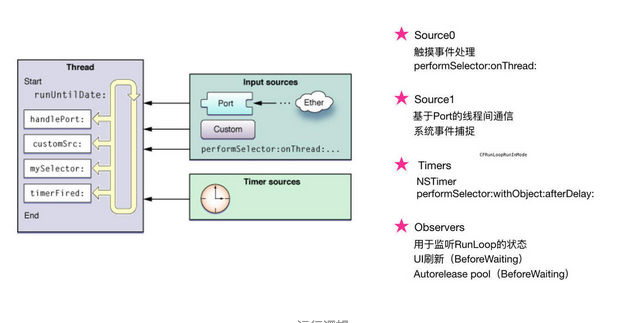 Thread
Start
runUntilDate:
handlePort:
customSrc:
mySelector:
timerFired:
End
Input sources
Port
Ether
Custom
performSelector:onThread:...
Timer sources
Source0
触摸事件处理
performSelector:onThread:
Source1
基于Port的线程间通信
系统事件捕捉
CFRunLoopRunInMode
Timers
NSTimer
performSelector:withObject:afterDelay:
Observers
用于监听RunLoop的状态
UI刷新（BeforeWaiting）
Autorelease pool（BeforeWaiting）